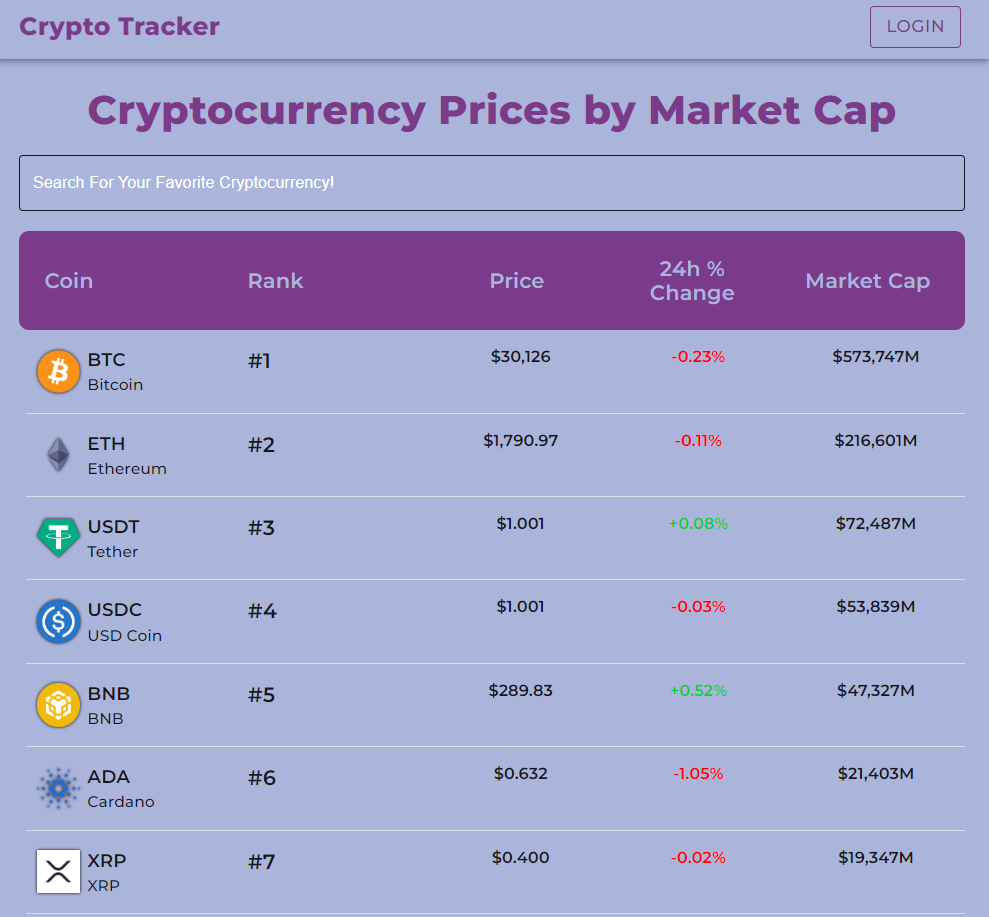 Crypto Tracker
LOGIN
Cryptocurrency Prices by Market Cap
Search For Your Favorite Cryptocurrency!
Coin Rank Price 24h % Change Market Cap
BTC
Bitcoin
#1 $30,126 -0.23% $573,747M
ETH
Ethereum
#2 $1,790.97 -0.11% $216,601M
USDT
Tether
#3 $1.001 +0.08% $72,487M
USDC
USD Coin
#4 $1.001 -0.03% $53,839M
BNB
BNB
#5 $289.83 +0.52% $47,327M
ADA
Cardano
#6 $0.632 -1.05% $21,403M
XRP
XRP
#7 $0.400 -0.02% $19,347M